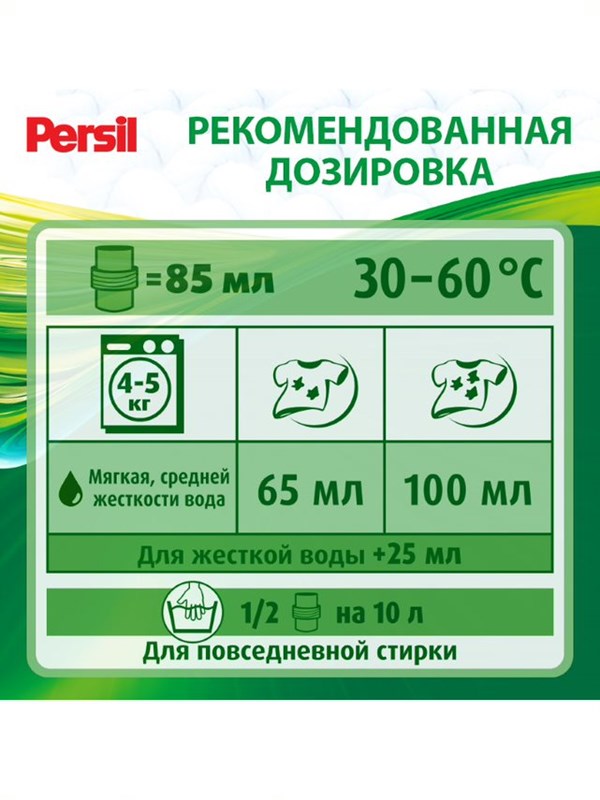 Persil
РЕКОМЕНДОВАННАЯ
ДОЗИРОВКА
=85 мл
30–60°C
4-5
кг
Мягкая, средней
жесткости вода
65 мл
100 мл
Для жесткой воды +25 мл
1/2 на 10 л
Для повседневной стирки